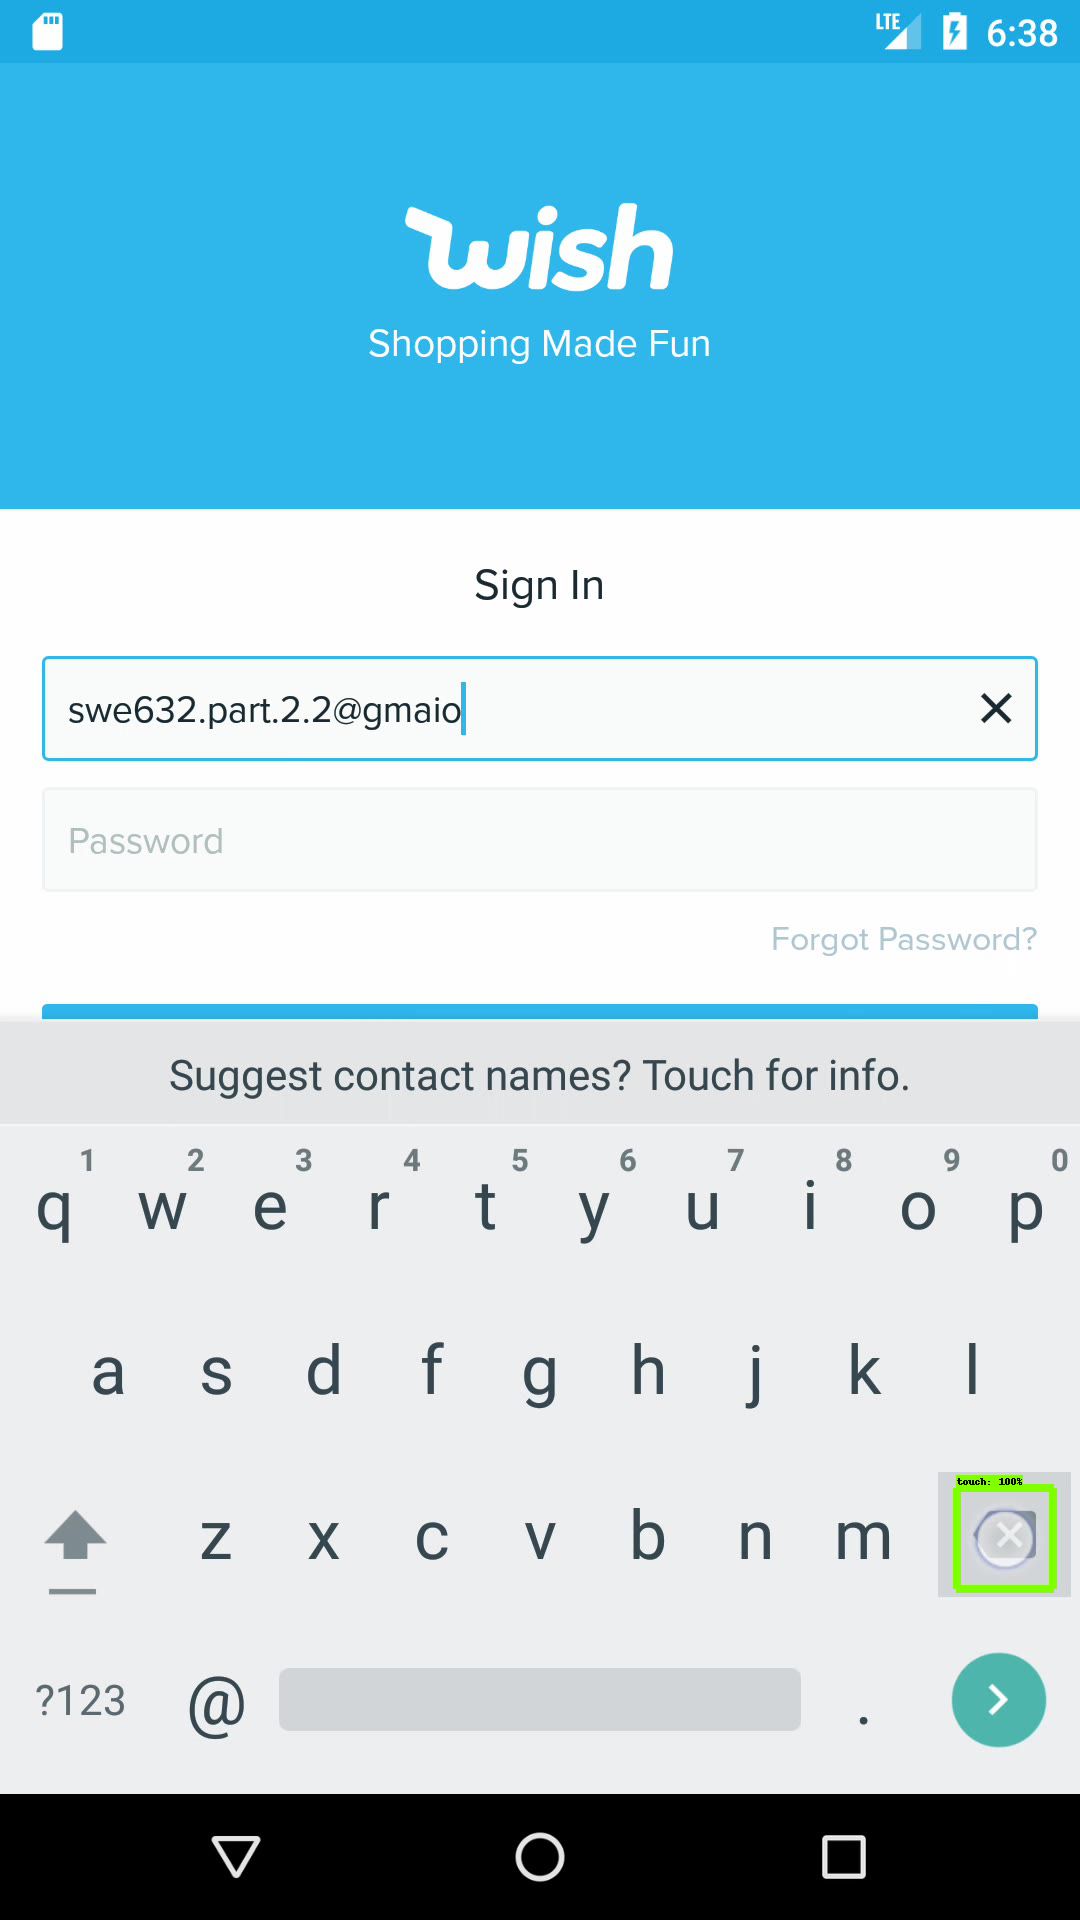 LTE 6:38
wish
Shopping Made Fun
Sign In
swe632.part.2.2@gmaio
Password
Forgot Password?
Suggest contact names? Touch for info.
1 2 3 4 5 6 7 8 9 0
q w e r t y u i o p
a s d f g h j k l
touch: 100%
z x c v b n m
?123 @ .